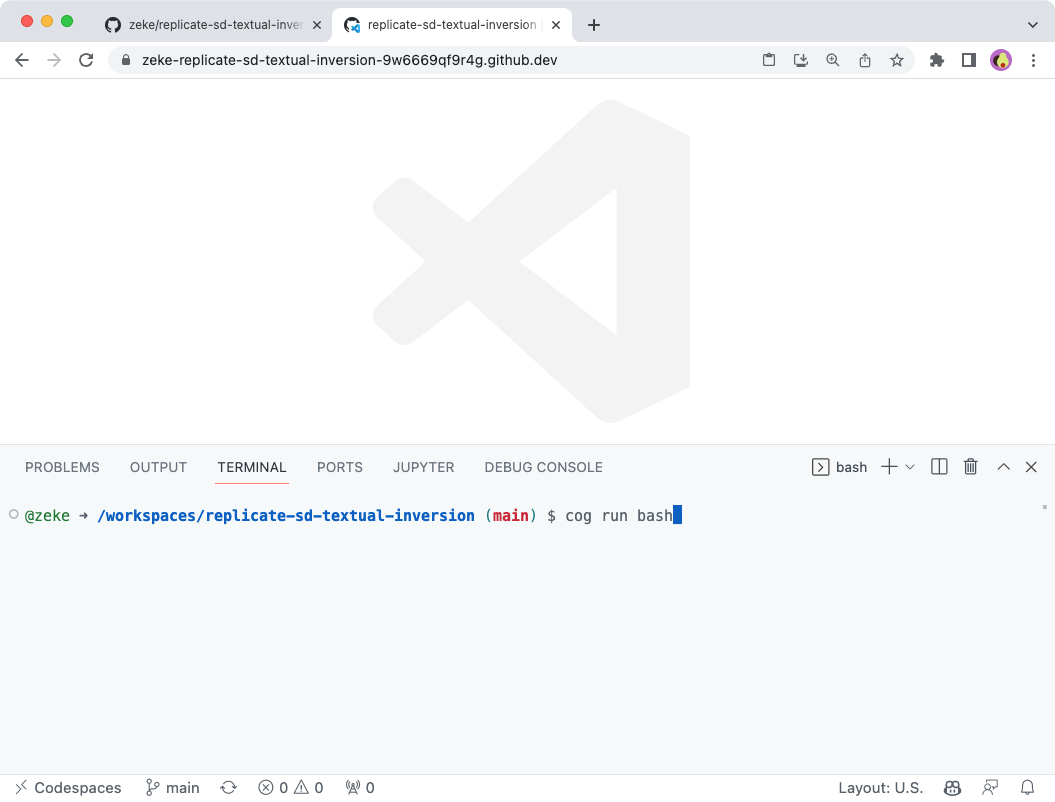 zeke/replicate-sd-textual-inver
replicate-sd-textual-inversion
zeke-replicate-sd-textual-inversion-9w6669qf9r4g.github.dev
PROBLEMS OUTPUT TERMINAL PORTS JUPYTER DEBUG CONSOLE bash
@zeke ➜ /workspaces/replicate-sd-textual-inversion (main) $ cog run bash
Codespaces main 0 0 0 Layout: U.S.